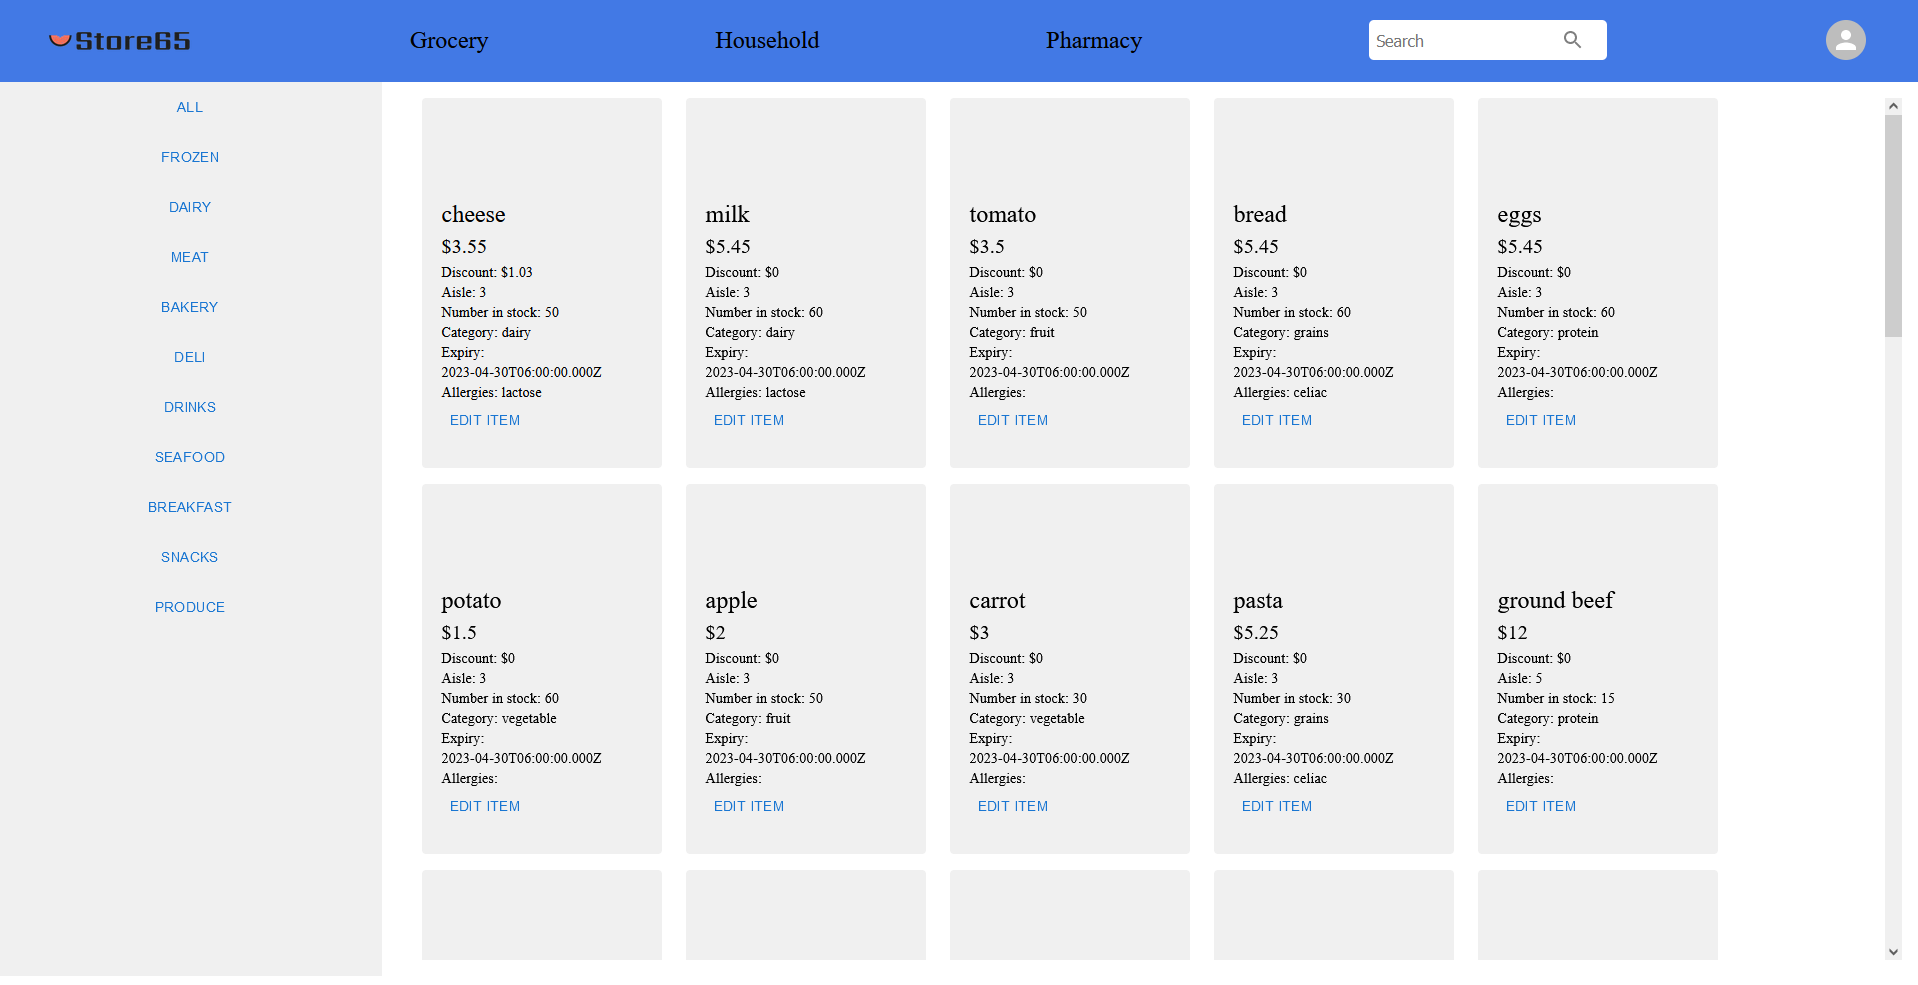 Store65
Grocery
Household
Pharmacy
Search
ALL
FROZEN
DAIRY
MEAT
BAKERY
DELI
DRINKS
SEAFOOD
BREAKFAST
SNACKS
PRODUCE
cheese
$3.55
Discount: $1.03
Aisle: 3
Number in stock: 50
Category: dairy
Expiry:
2023-04-30T06:00:00.000Z
Allergies: lactose
EDIT ITEM
milk
$5.45
Discount: $0
Aisle: 3
Number in stock: 60
Category: dairy
Expiry:
2023-04-30T06:00:00.000Z
Allergies: lactose
EDIT ITEM
tomato
$3.5
Discount: $0
Aisle: 3
Number in stock: 50
Category: fruit
Expiry:
2023-04-30T06:00:00.000Z
Allergies:
EDIT ITEM
bread
$5.45
Discount: $0
Aisle: 3
Number in stock: 60
Category: grains
Expiry:
2023-04-30T06:00:00.000Z
Allergies: celiac
EDIT ITEM
eggs
$5.45
Discount: $0
Aisle: 3
Number in stock: 60
Category: protein
Expiry:
2023-04-30T06:00:00.000Z
Allergies:
EDIT ITEM
potato
$1.5
Discount: $0
Aisle: 3
Number in stock: 60
Category: vegetable
Expiry:
2023-04-30T06:00:00.000Z
Allergies:
EDIT ITEM
apple
$2
Discount: $0
Aisle: 3
Number in stock: 50
Category: fruit
Expiry:
2023-04-30T06:00:00.000Z
Allergies:
EDIT ITEM
carrot
$3
Discount: $0
Aisle: 3
Number in stock: 30
Category: vegetable
Expiry:
2023-04-30T06:00:00.000Z
Allergies:
EDIT ITEM
pasta
$5.25
Discount: $0
Aisle: 3
Number in stock: 30
Category: grains
Expiry:
2023-04-30T06:00:00.000Z
Allergies: celiac
EDIT ITEM
ground beef
$12
Discount: $0
Aisle: 5
Number in stock: 15
Category: protein
Expiry:
2023-04-30T06:00:00.000Z
Allergies:
EDIT ITEM